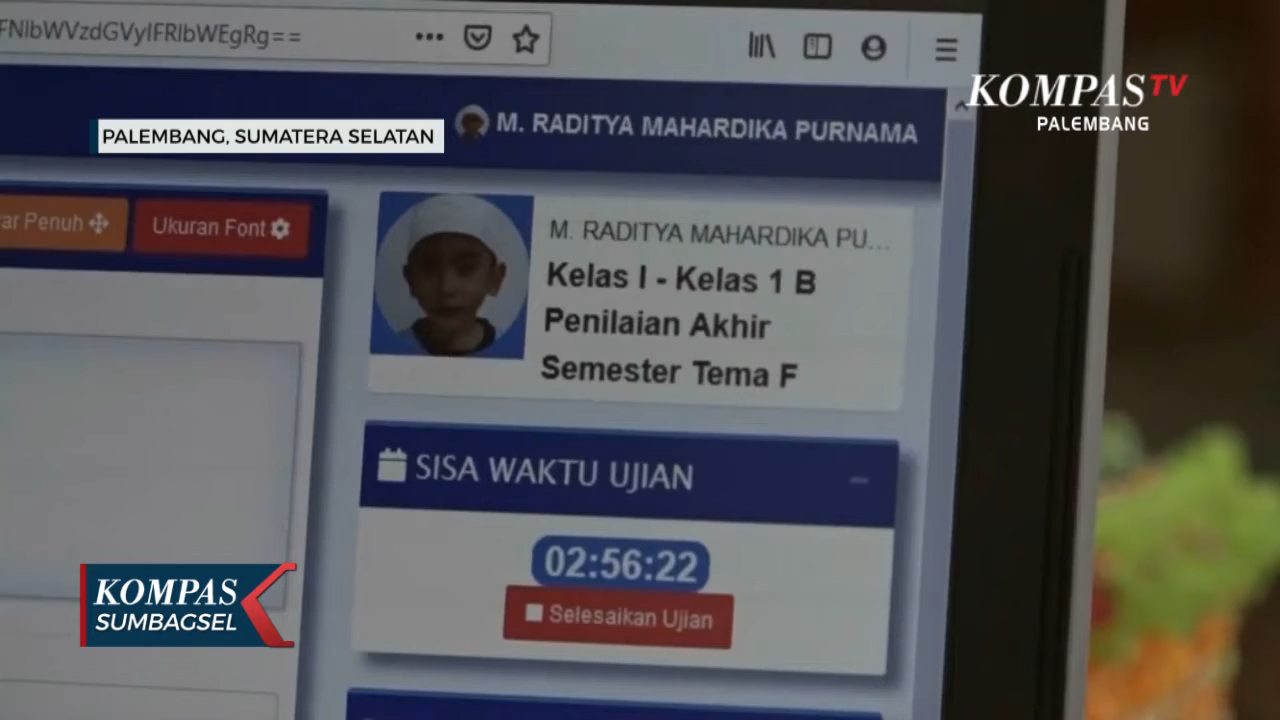 FNlbWVzdGVyIFRlbWEgRg==
KOMPAS TV
PALEMBANG
PALEMBANG, SUMATERA SELATAN
M. RADITYA MAHARDIKA PURNAMA
Penuh
Ukuran Font
M. RADITYA MAHARDIKA PU...
Kelas I - Kelas 1 B
Penilaian Akhir
Semester Tema F
SISA WAKTU UJIAN
02:56:22
Selesaikan Ujian
KOMPAS
SUMBAGSEL